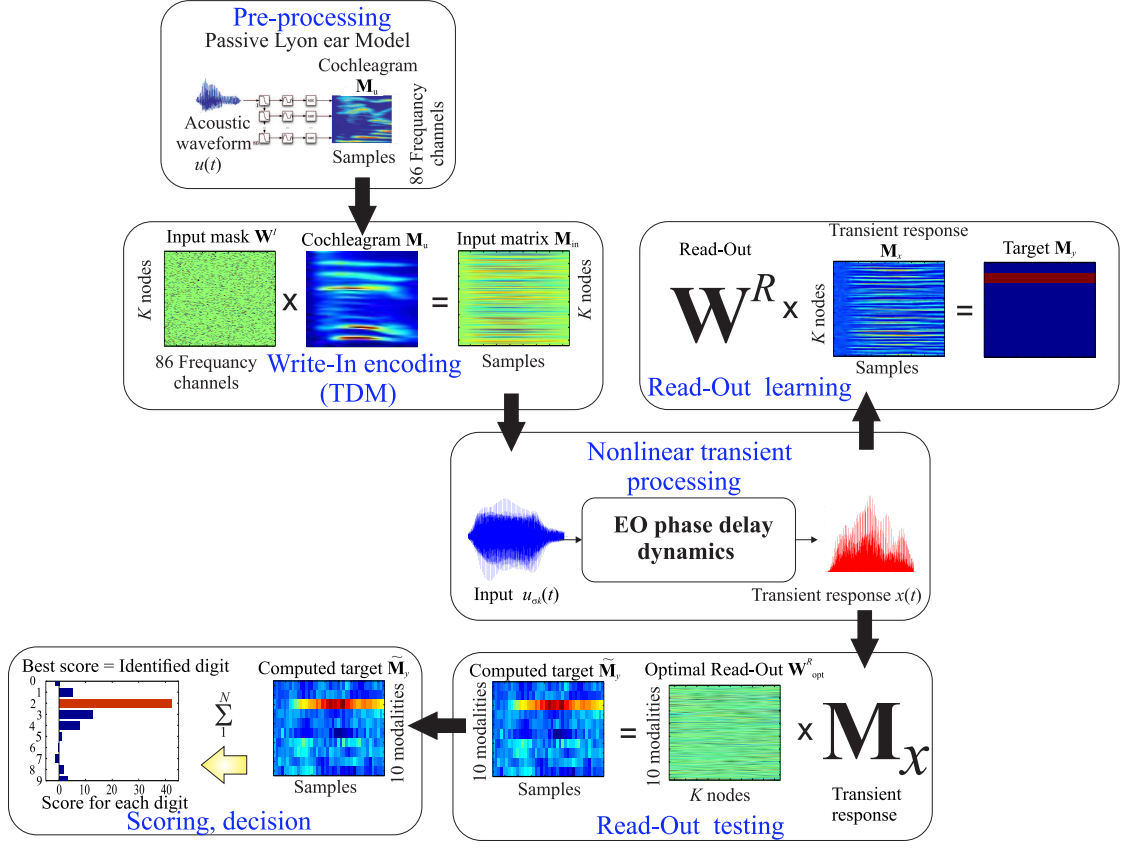 Pre-processing
Passive Lyon ear Model
Cochleagram
M_u
Acoustic
waveform
u(t)
Samples
86 Frequancy
channels
Input mask W^I
Cochleagram M_u
Input matrix M_in
K nodes
x
=
K nodes
86 Frequancy
channels
Samples
Write-In encoding
(TDM)
Read-Out
Transient response
M_x
Target M_y
W^R
x
K nodes
=
Samples
Read-Out learning
Nonlinear transient
processing
EO phase delay
dynamics
Input u_σk(t)
Transient response x(t)
Best score = Identified digit
0
1
2
3
4
5
6
7
8
9
0 10 20 30 40
Score for each digit
N
∑
1
Computed target M̃_y
10 modalities
Samples
Scoring, decision
Computed target M̃_y
10 modalities
Samples
=
Optimal Read-Out W^R_opt
K nodes
x
M_x
Transient
response
Read-Out testing